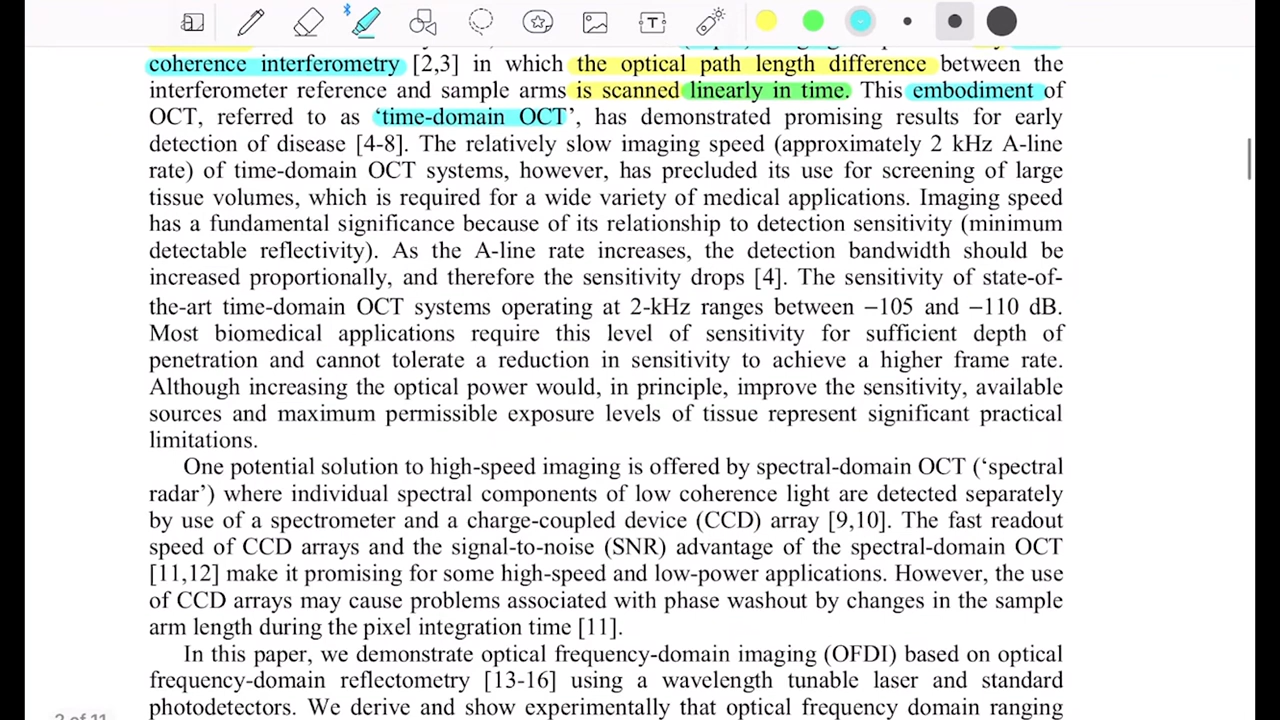 coherence interferometry [2,3] in which the optical path length difference between the
interferometer reference and sample arms is scanned linearly in time. This embodiment of
OCT, referred to as ‘time-domain OCT’, has demonstrated promising results for early
detection of disease [4-8]. The relatively slow imaging speed (approximately 2 kHz A-line
rate) of time-domain OCT systems, however, has precluded its use for screening of large
tissue volumes, which is required for a wide variety of medical applications. Imaging speed
has a fundamental significance because of its relationship to detection sensitivity (minimum
detectable reflectivity). As the A-line rate increases, the detection bandwidth should be
increased proportionally, and therefore the sensitivity drops [4]. The sensitivity of state-of-
the-art time-domain OCT systems operating at 2-kHz ranges between −105 and −110 dB.
Most biomedical applications require this level of sensitivity for sufficient depth of
penetration and cannot tolerate a reduction in sensitivity to achieve a higher frame rate.
Although increasing the optical power would, in principle, improve the sensitivity, available
sources and maximum permissible exposure levels of tissue represent significant practical
limitations.
One potential solution to high-speed imaging is offered by spectral-domain OCT (‘spectral
radar’) where individual spectral components of low coherence light are detected separately
by use of a spectrometer and a charge-coupled device (CCD) array [9,10]. The fast readout
speed of CCD arrays and the signal-to-noise (SNR) advantage of the spectral-domain OCT
[11,12] make it promising for some high-speed and low-power applications. However, the use
of CCD arrays may cause problems associated with phase washout by changes in the sample
arm length during the pixel integration time [11].
In this paper, we demonstrate optical frequency-domain imaging (OFDI) based on optical
frequency-domain reflectometry [13-16] using a wavelength tunable laser and standard
photodetectors. We derive and show experimentally that optical frequency domain ranging
2 of 11